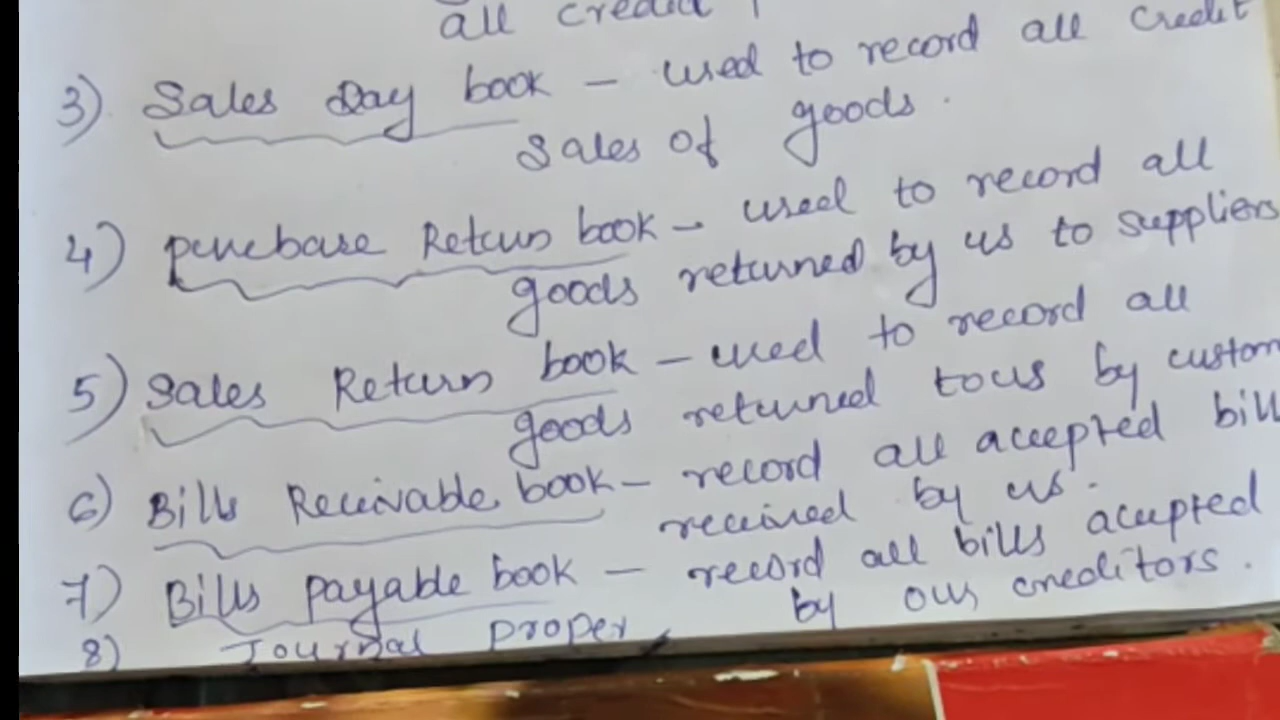 all credit
3) Sales Day book – used to record all credit
sales of goods.
4) purchase Return book – used to record all
goods returned by us to suppliers
5) Sales Return book – used to record all
goods returned to us by custom
6) Bills Receivable book – record all accepted bill
received by us.
7) Bills payable book – record all bills accepted
by our creditors.
8) Journal proper